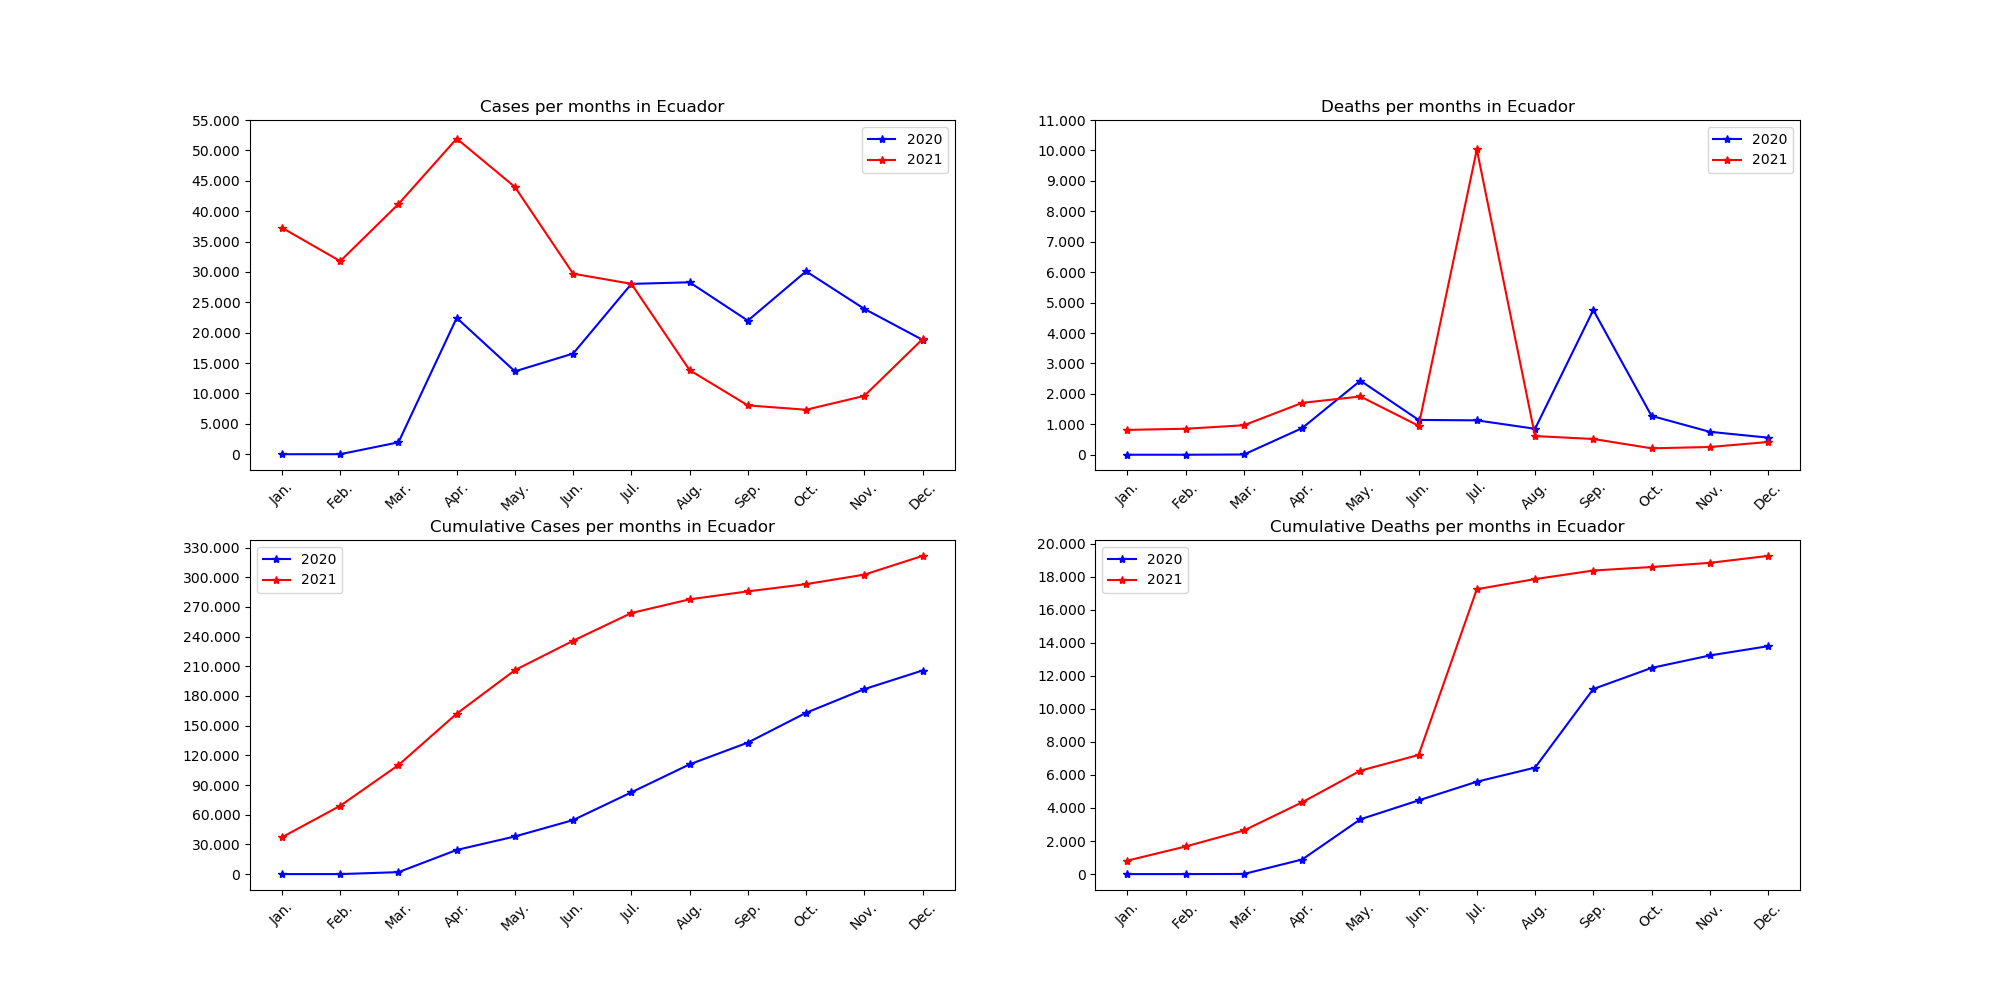 Cases per months in Ecuador
55.000
50.000
45.000
40.000
35.000
30.000
25.000
20.000
15.000
10.000
5.000
0
2020
2021
Jan.
Feb.
Mar.
Apr.
May.
Jun.
Jul.
Aug.
Sep.
Oct.
Nov.
Dec.
Deaths per months in Ecuador
11.000
10.000
9.000
8.000
7.000
6.000
5.000
4.000
3.000
2.000
1.000
0
2020
2021
Jan.
Feb.
Mar.
Apr.
May.
Jun.
Jul.
Aug.
Sep.
Oct.
Nov.
Dec.
Cumulative Cases per months in Ecuador
330.000
300.000
270.000
240.000
210.000
180.000
150.000
120.000
90.000
60.000
30.000
0
2020
2021
Jan.
Feb.
Mar.
Apr.
May.
Jun.
Jul.
Aug.
Sep.
Oct.
Nov.
Dec.
Cumulative Deaths per months in Ecuador
20.000
18.000
16.000
14.000
12.000
10.000
8.000
6.000
4.000
2.000
0
2020
2021
Jan.
Feb.
Mar.
Apr.
May.
Jun.
Jul.
Aug.
Sep.
Oct.
Nov.
Dec.